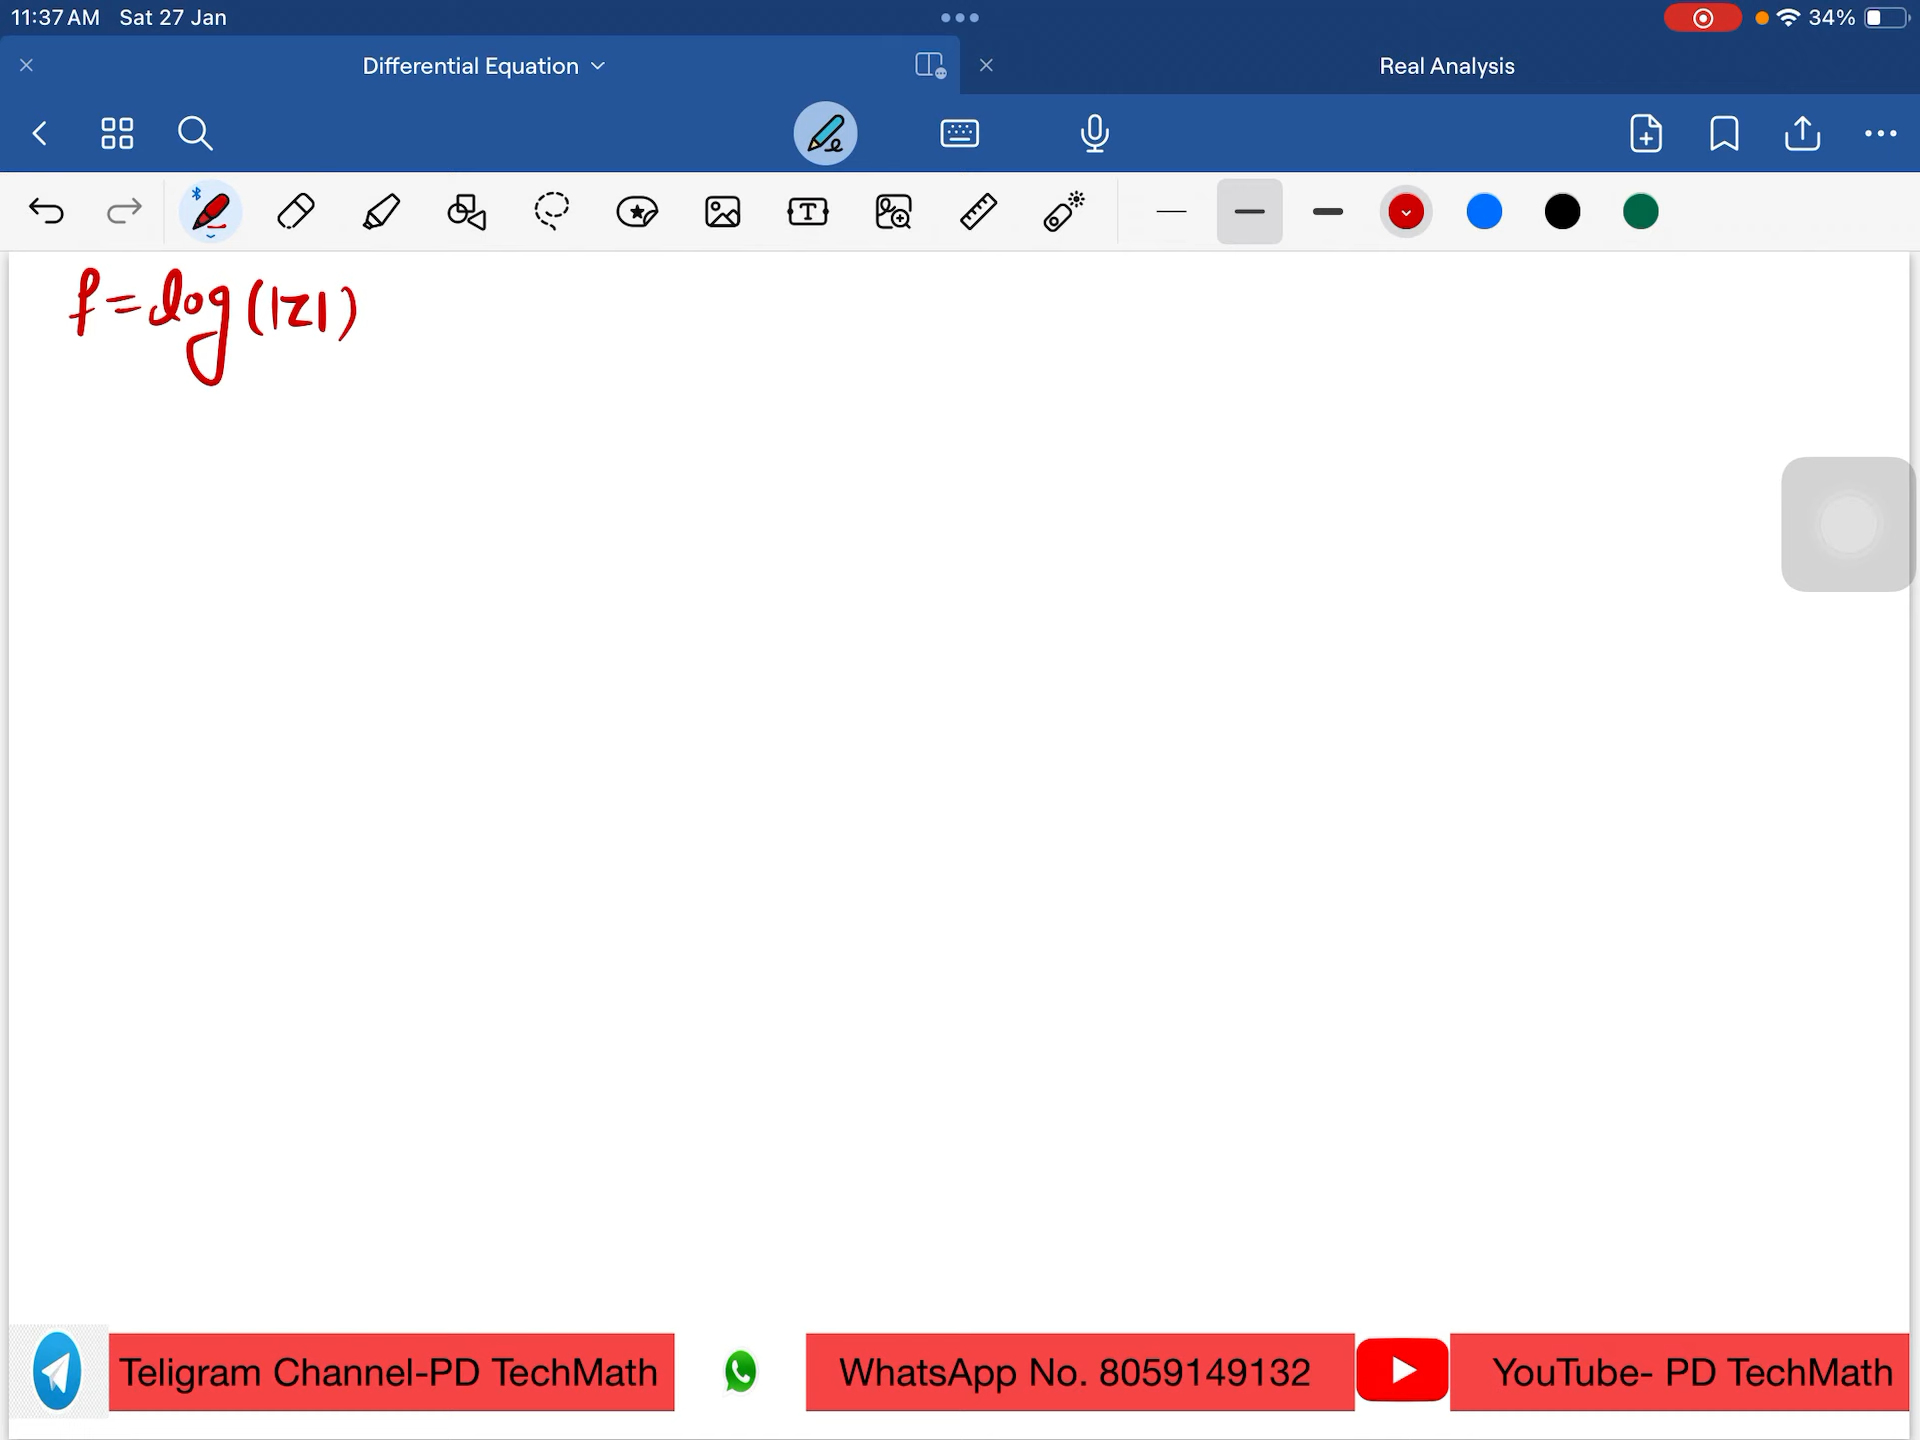 11:37 AM Sat 27 Jan
34%
Differential Equation
Real Analysis
f=log(|z|)
Teligram Channel-PD TechMath
WhatsApp No. 8059149132
YouTube- PD TechMath